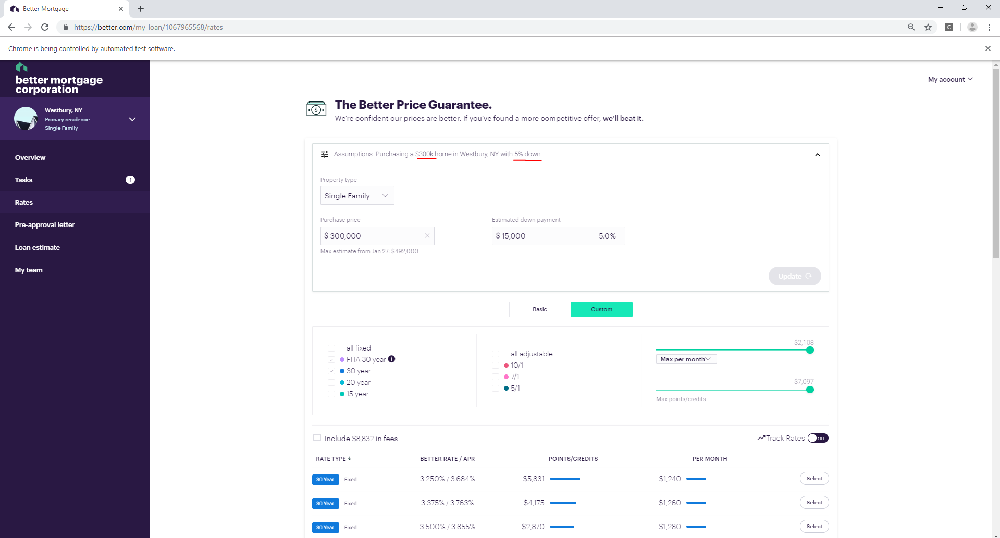 Better Mortgage
https://better.com/my-loan/1067965568/rates
C
Chrome is being controlled by automated test software.
better mortgage
corporation
My account
Westbury, NY
Primary residence
Single Family
Overview
Tasks
1
Rates
Pre-approval letter
Loan estimate
My team
The Better Price Guarantee.
We're confident our prices are better. If you've found a more competitive offer, we'll beat it.
Assumptions: Purchasing a $300k home in Westbury, NY with 5% down...
Property type
Single Family
Purchase price
Estimated down payment
$ 300,000
$ 15,000
5.0%
Max estimate from Jan 27: $492,000
Update
Basic
Custom
all fixed
FHA 30 year
30 year
20 year
15 year
all adjustable
10/1
7/1
5/1
$2,108
Max per month
$7,097
Max points/credits
Include $8,832 in fees
Track Rates OFF
RATE TYPE BETTER RATE / APR POINTS/CREDITS PER MONTH
30 Year Fixed 3.250% / 3.684% $5,831 $1,240 Select
30 Year Fixed 3.375% / 3.763% $4,175 $1,260 Select
30 Year Fixed 3.500% / 3.855% $2,870 $1,280 Select